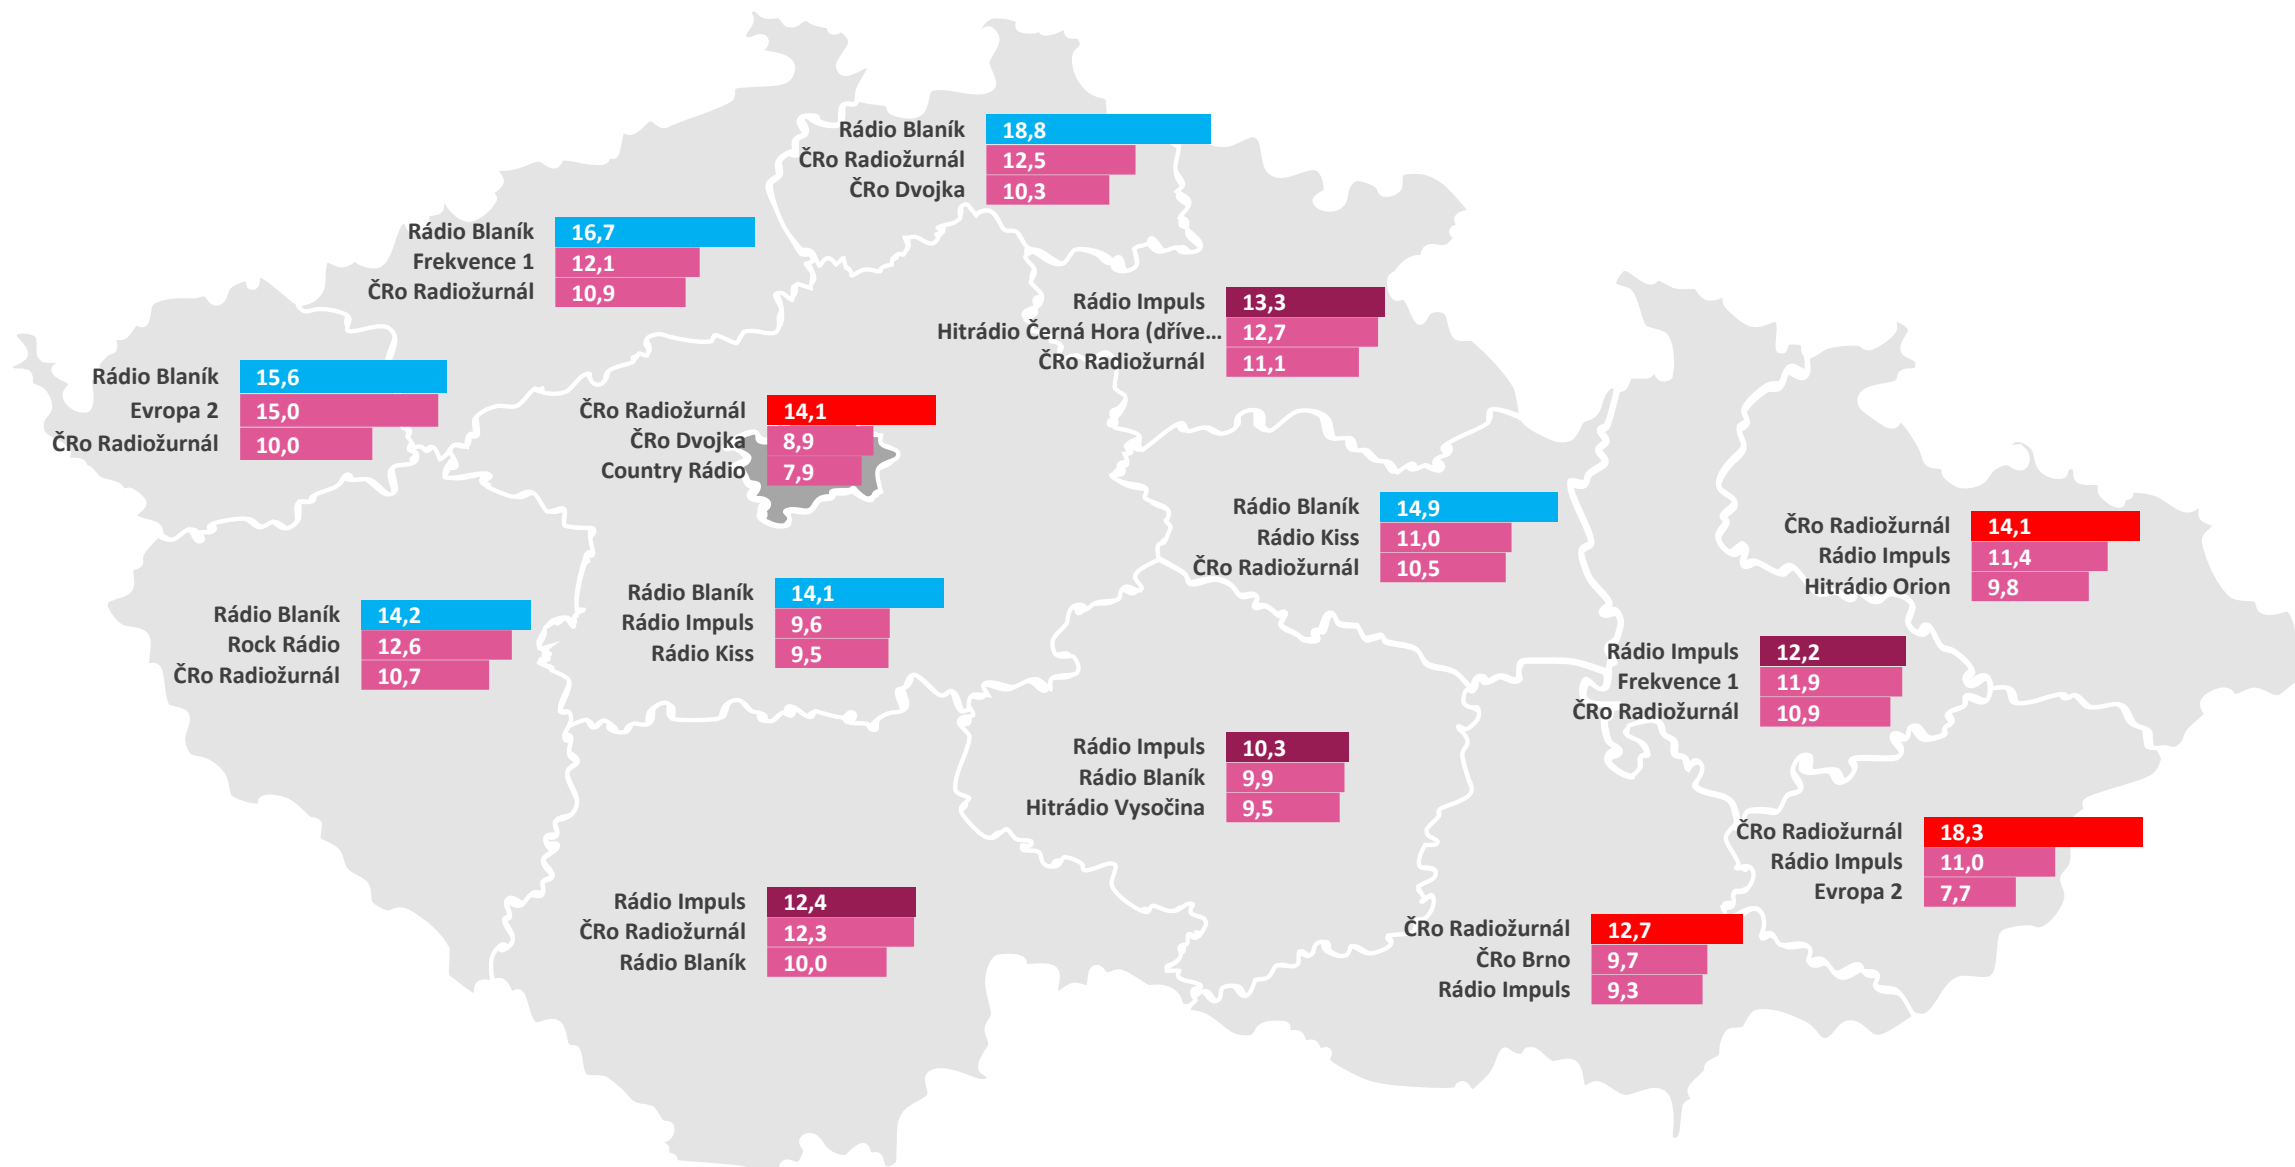 Rádio Blaník 18,8
ČRo Radiožurnál 12,5
ČRo Dvojka 10,3
Rádio Blaník 16,7
Frekvence 1 12,1
ČRo Radiožurnál 10,9
Rádio Impuls 13,3
Hitrádio Černá Hora (dříve... 12,7
ČRo Radiožurnál 11,1
Rádio Blaník 15,6
Evropa 2 15,0
ČRo Radiožurnál 10,0
ČRo Radiožurnál 14,1
ČRo Dvojka 8,9
Country Rádio 7,9
Rádio Blaník 14,9
Rádio Kiss 11,0
ČRo Radiožurnál 10,5
ČRo Radiožurnál 14,1
Rádio Impuls 11,4
Hitrádio Orion 9,8
Rádio Blaník 14,2
Rock Rádio 12,6
ČRo Radiožurnál 10,7
Rádio Blaník 14,1
Rádio Impuls 9,6
Rádio Kiss 9,5
Rádio Impuls 12,2
Frekvence 1 11,9
ČRo Radiožurnál 10,9
Rádio Impuls 10,3
Rádio Blaník 9,9
Hitrádio Vysočina 9,5
ČRo Radiožurnál 18,3
Rádio Impuls 11,0
Evropa 2 7,7
Rádio Impuls 12,4
ČRo Radiožurnál 12,3
Rádio Blaník 10,0
ČRo Radiožurnál 12,7
ČRo Brno 9,7
Rádio Impuls 9,3